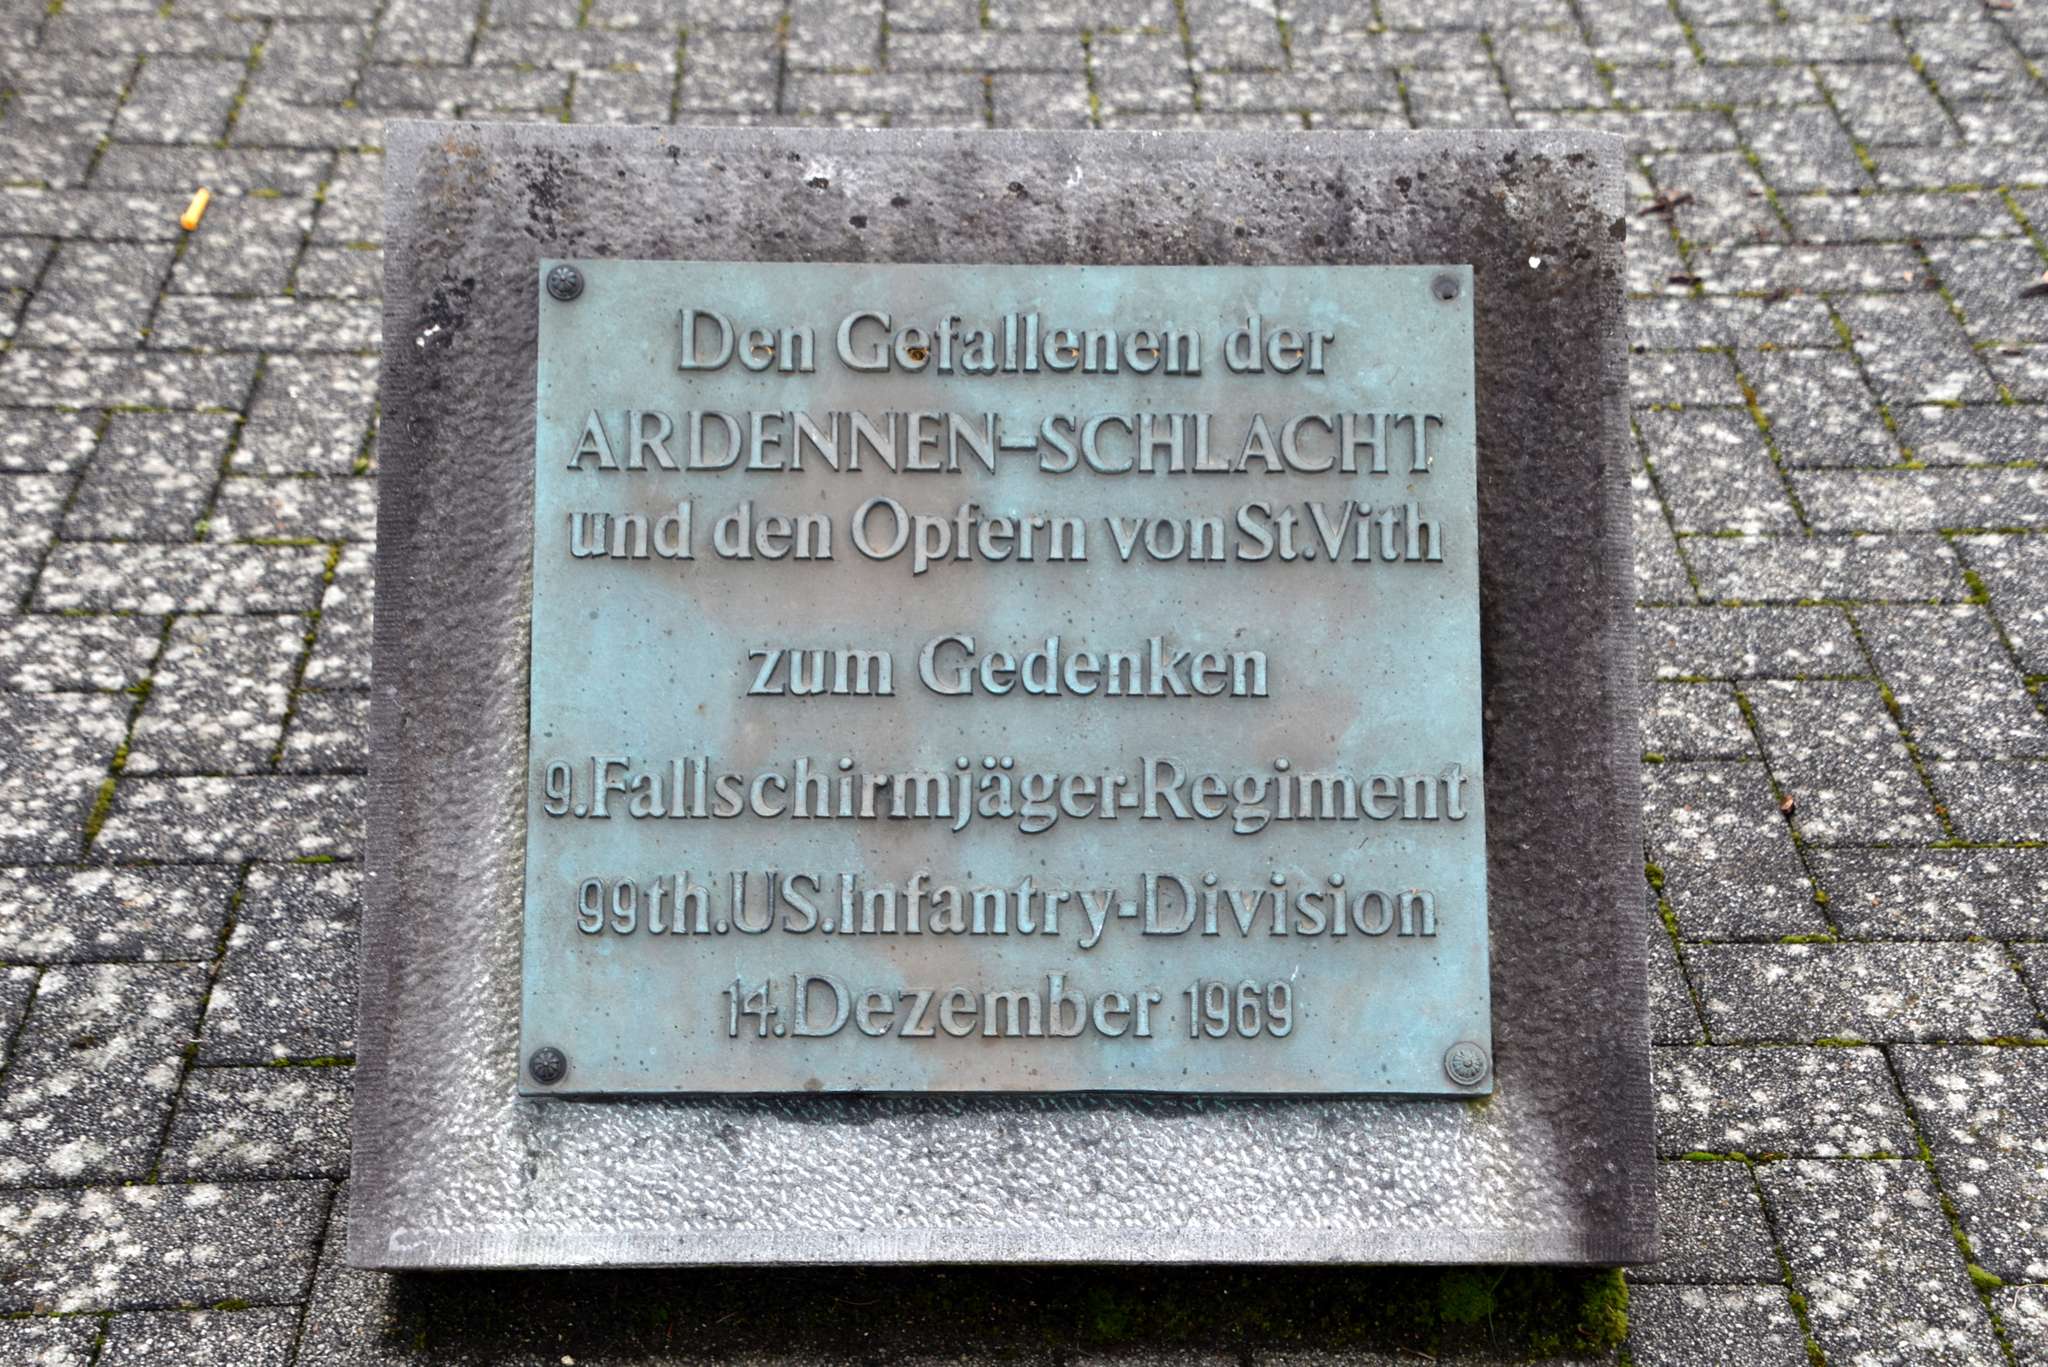 Den Gefallenen der
ARDENNEN-SCHLACHT
und den Opfern von St.Vith
zum Gedenken
9.Fallschirmjäger-Regiment
99th.US.Infantry-Division
14.Dezember 1969